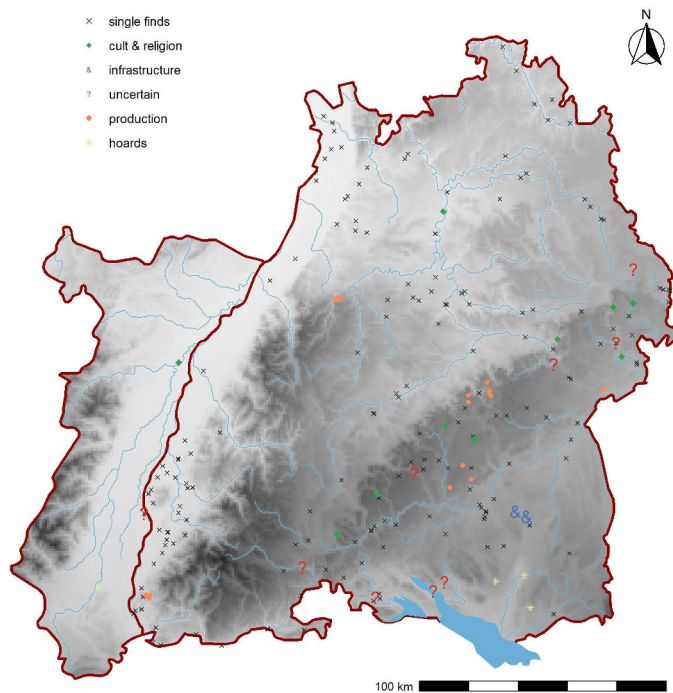 N
single finds
cult & religion
& infrastructure
? uncertain
production
hoards
?
?
?
?
&&
?
?
?
?
100 km